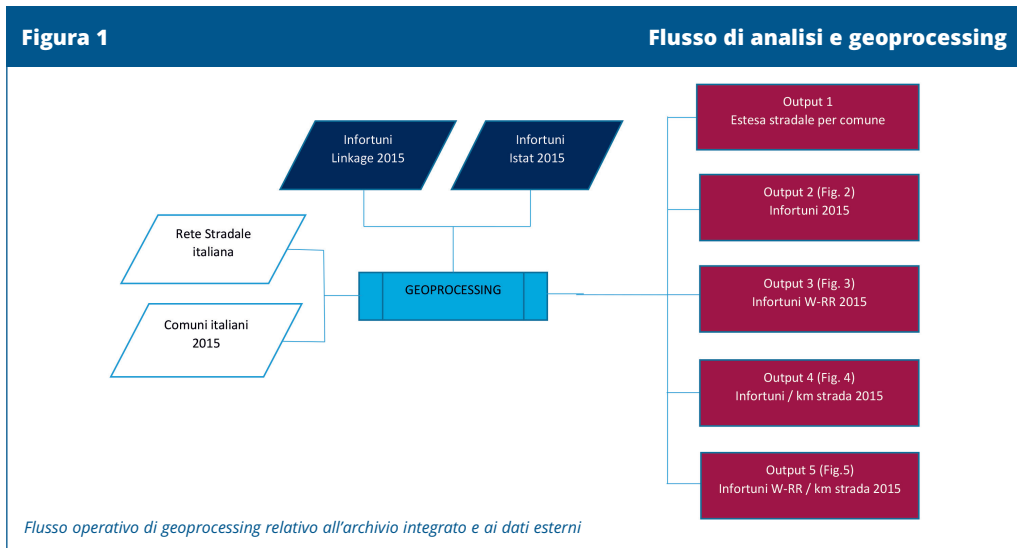 Figura 1
Flusso di analisi e geoprocessing
Infortuni
Linkage 2015
Infortuni
Istat 2015
Rete Stradale
italiana
Comuni italiani
2015
GEOPROCESSING
Output 1
Estesa stradale per comune
Output 2 (Fig. 2)
Infortuni 2015
Output 3 (Fig. 3)
Infortuni W-RR 2015
Output 4 (Fig. 4)
Infortuni / km strada 2015
Output 5 (Fig.5)
Infortuni W-RR / km strada 2015
Flusso operativo di geoprocessing relativo all'archivio integrato e ai dati esterni